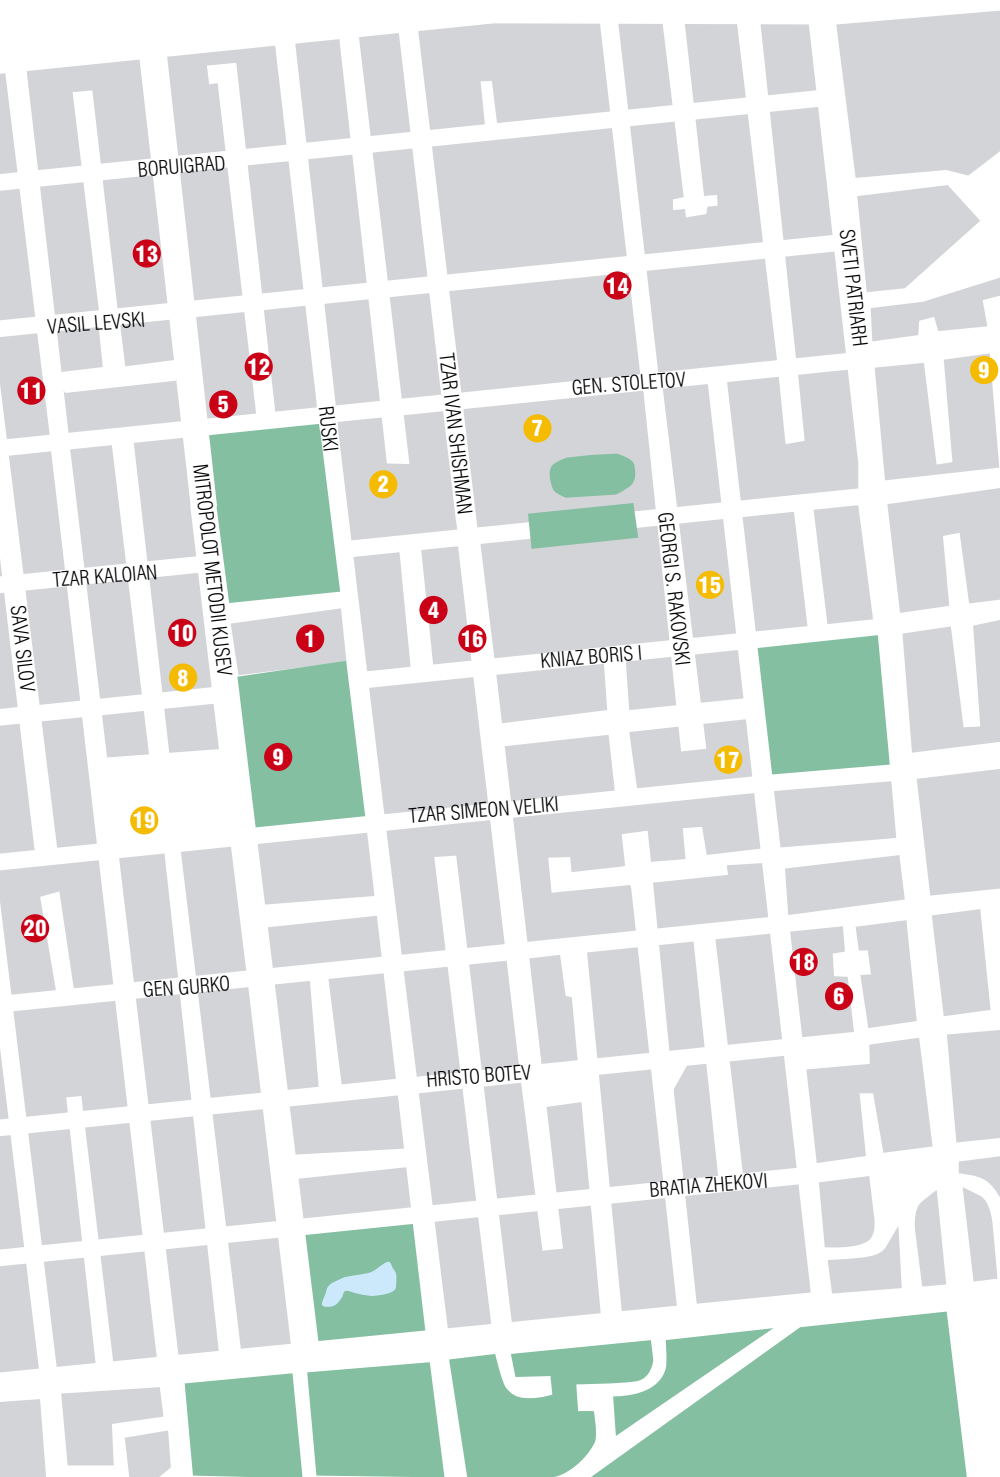 BORUIGRAD
13
SVETI PATRIARH
14
VASIL LEVSKI
12
9
11
5
GEN. STOLETOV
TZAR IVAN SHISHMAN
RUSKI
7
2
MITROPOLOT METODII KUSEV
GEORGI S. RAKOVSKI
TZAR KALOIAN
15
SAVA SILOV
4
10
1
16
KNIAZ BORIS I
8
9
17
19
TZAR SIMEON VELIKI
20
18
GEN GURKO
6
HRISTO BOTEV
BRATIA ZHEKOVI